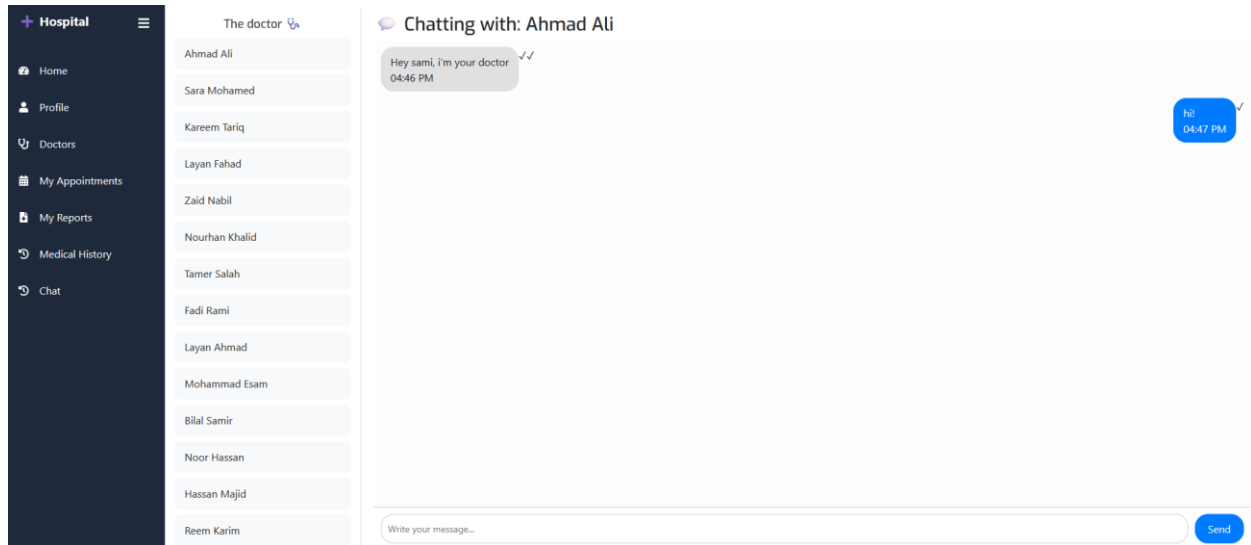 Hospital
Home
Profile
Doctors
My Appointments
My Reports
Medical History
Chat
The doctor
Ahmad Ali
Sara Mohamed
Kareem Tariq
Layan Fahad
Zaid Nabil
Nourhan Khalid
Tamer Salah
Fadi Rami
Layan Ahmad
Mohammad Esam
Bilal Samir
Noor Hassan
Hassan Majid
Reem Karim
Chatting with: Ahmad Ali
Hey sami, i'm your doctor
04:46 PM
hi!
04:47 PM
Write your message...
Send